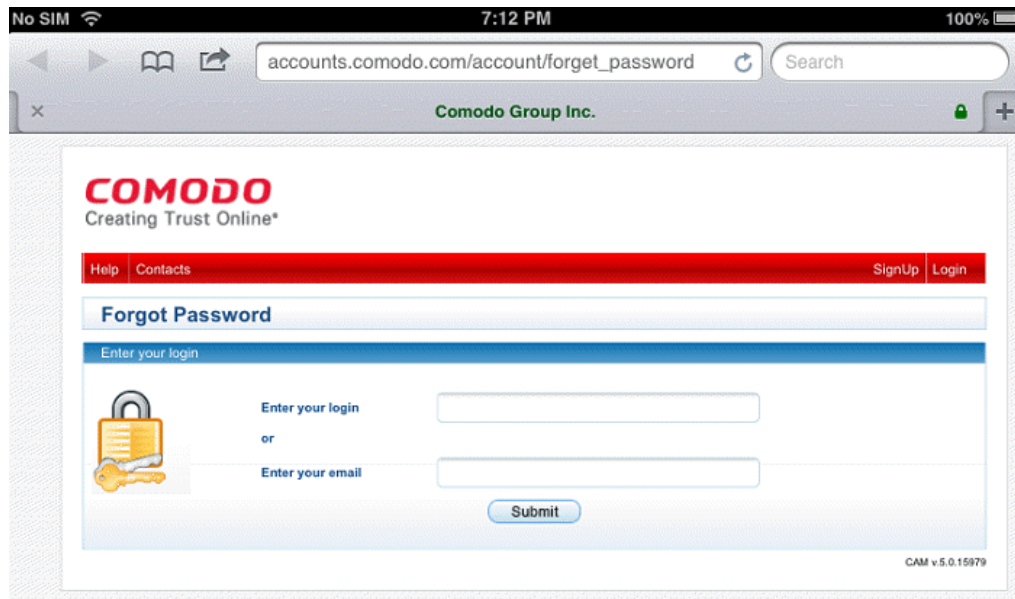 No SIM 7:12 PM 100%
accounts.comodo.com/account/forget_password Search
Comodo Group Inc.
COMODO
Creating Trust Online*
Help Contacts SignUp Login
Forgot Password
Enter your login
Enter your login
or
Enter your email
Submit
CAM v.5.0.15979